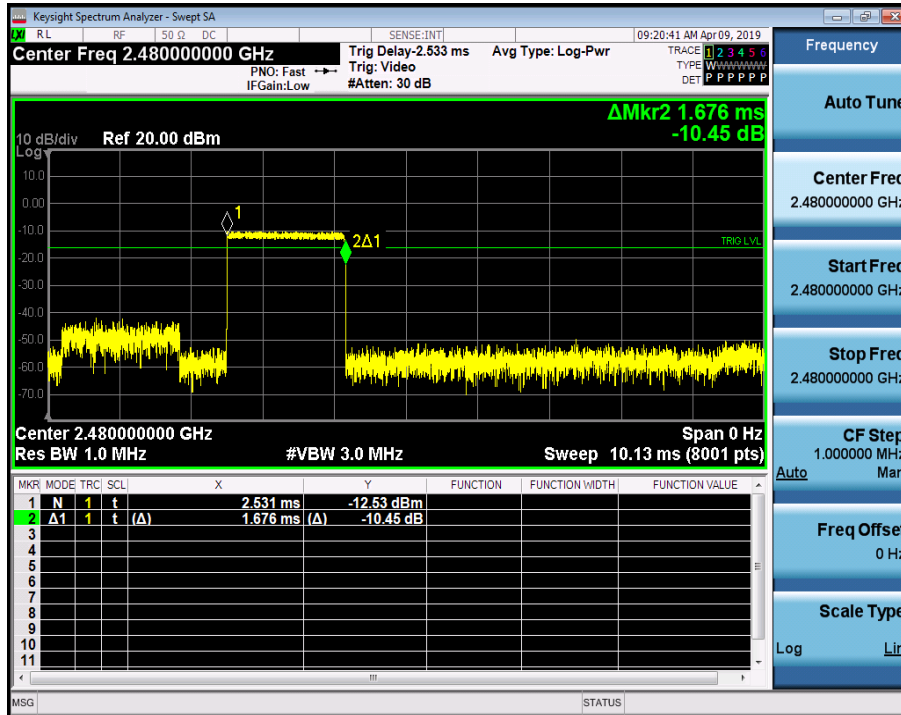 Keysight Spectrum Analyzer - Swept SA
LXI RL RF 50 Ω DC SENSE:INT 09:20:41 AM Apr 09, 2019
Center Freq 2.480000000 GHz
PNO: Fast
IFGain:Low
Trig Delay-2.533 ms
Trig: Video
#Atten: 30 dB
Avg Type: Log-Pwr
TRACE 1 2 3 4 5 6
TYPE WWWWWWW
DET P P P P P P
ΔMkr2 1.676 ms
-10.45 dB
10 dB/div Ref 20.00 dBm
Log
10.0
0.00
-10.0
-20.0
-30.0
-40.0
-50.0
-60.0
-70.0
1
2Δ1
TRIG LVL
Center 2.480000000 GHz Span 0 Hz
Res BW 1.0 MHz #VBW 3.0 MHz Sweep 10.13 ms (8001 pts)
MKR MODE TRC SCL X Y FUNCTION FUNCTION WIDTH FUNCTION VALUE
1 N 1 t 2.531 ms -12.53 dBm
2 Δ1 1 t (Δ) 1.676 ms (Δ) -10.45 dB
3
4
5
6
7
8
9
10
11
MSG STATUS
Frequency
Auto Tune
Center Freq
2.480000000 GHz
Start Freq
2.480000000 GHz
Stop Freq
2.480000000 GHz
CF Step
1.000000 MHz
Auto Man
Freq Offset
0 Hz
Scale Type
Log Lin